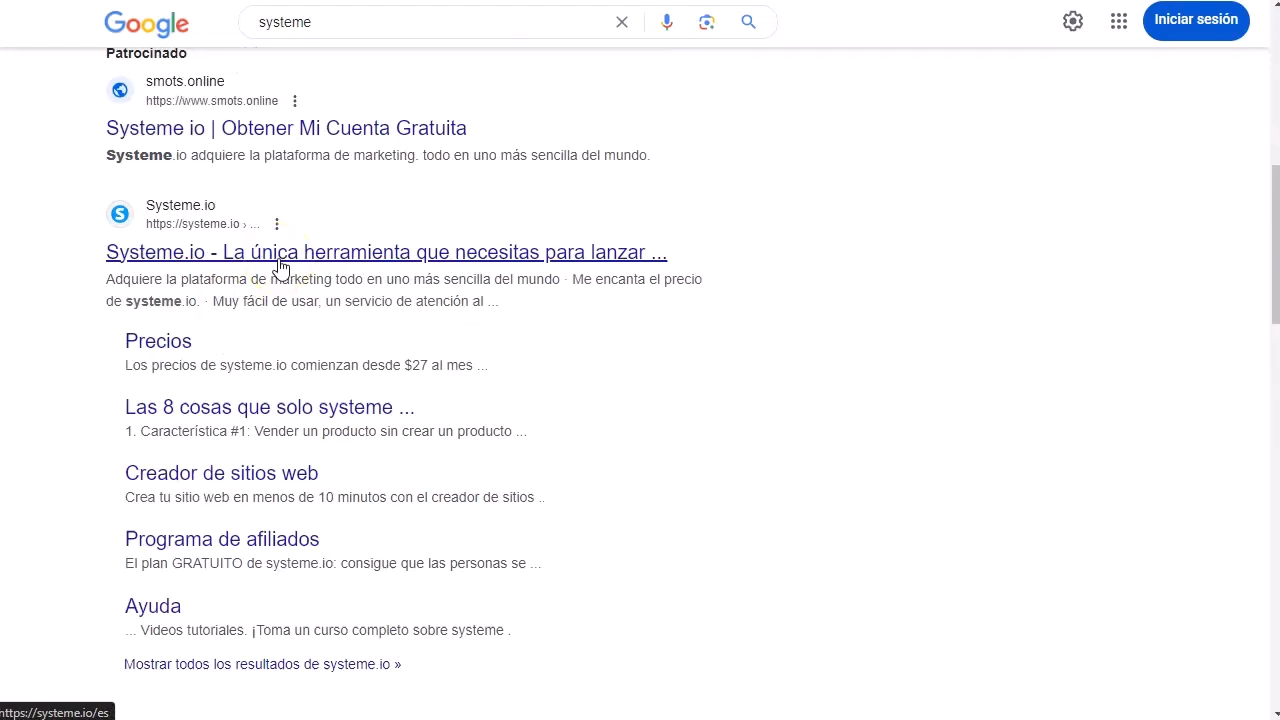 Google
systeme
Iniciar sesión
Patrocinado
smots.online
https://www.smots.online
Systeme io | Obtener Mi Cuenta Gratuita
Systeme.io adquiere la plataforma de marketing. todo en uno más sencilla del mundo.
S
Systeme.io
https://systeme.io › ...
Systeme.io - La única herramienta que necesitas para lanzar ...
Adquiere la plataforma de marketing todo en uno más sencilla del mundo · Me encanta el precio
de systeme.io. · Muy fácil de usar, un servicio de atención al ...
Precios
Los precios de systeme.io comienzan desde $27 al mes ...
Las 8 cosas que solo systeme ...
1. Característica #1: Vender un producto sin crear un producto ...
Creador de sitios web
Crea tu sitio web en menos de 10 minutos con el creador de sitios ..
Programa de afiliados
El plan GRATUITO de systeme.io: consigue que las personas se ...
Ayuda
... Videos tutoriales. ¡Toma un curso completo sobre systeme .
Mostrar todos los resultados de systeme.io »
https://systeme.io/es